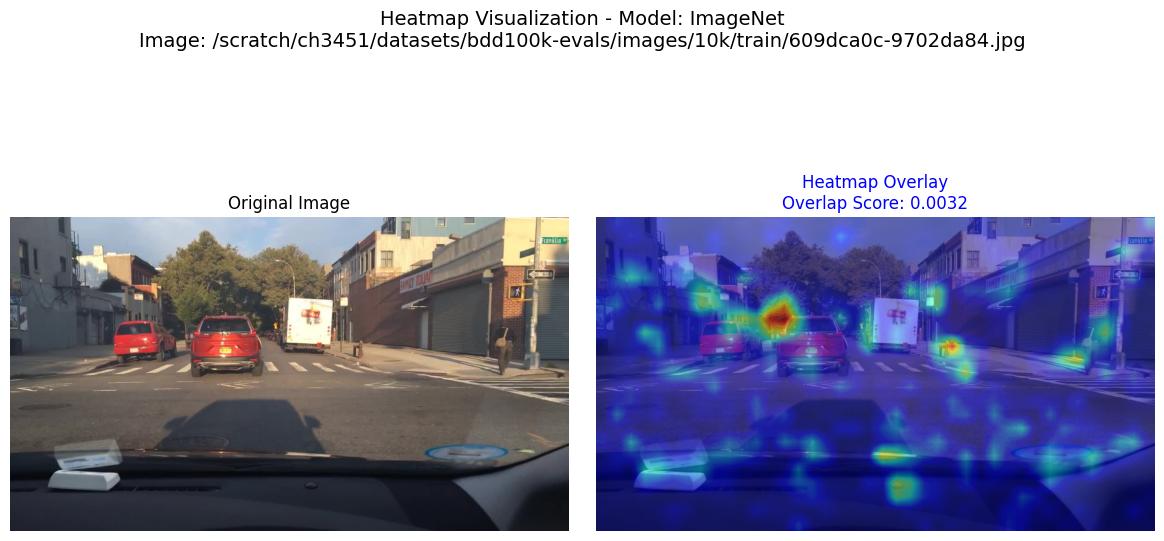 Heatmap Visualization - Model: ImageNet
Image: /scratch/ch3451/datasets/bdd100k-evals/images/10k/train/609dca0c-9702da84.jpg
Original Image
Heatmap Overlay
Overlap Score: 0.0032